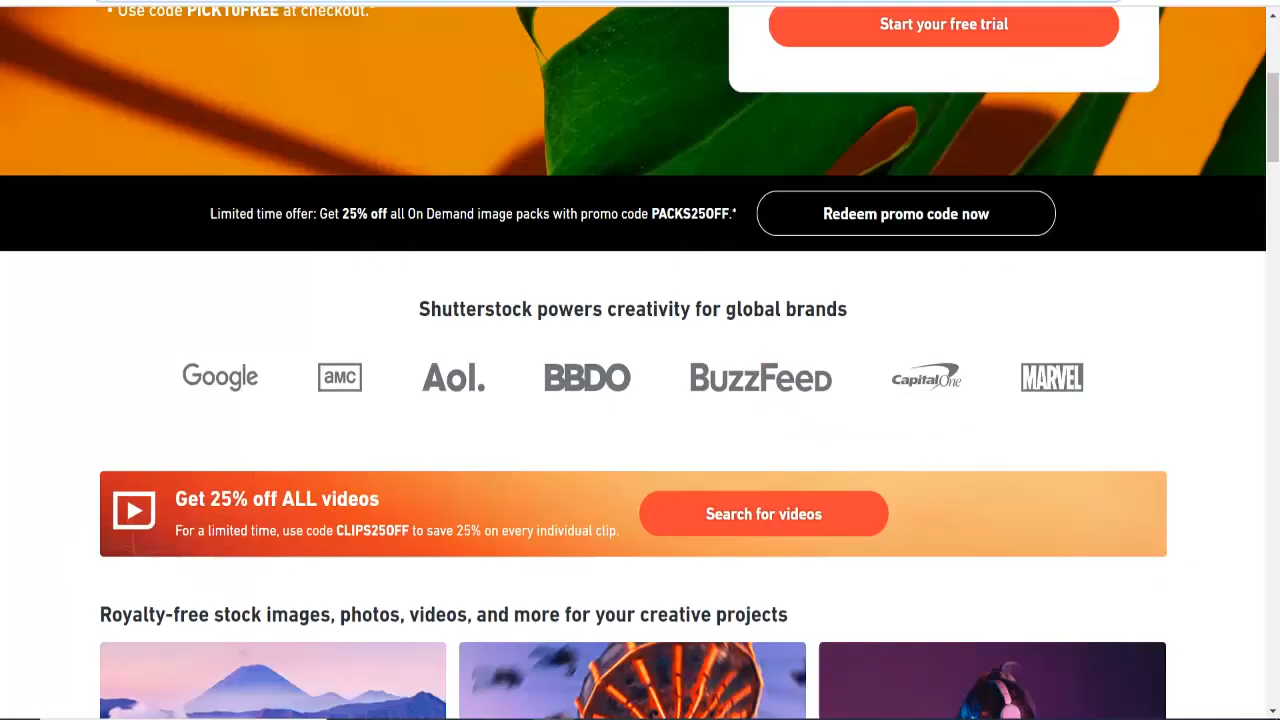 • Use code PICK10FREE at checkout.*
Start your free trial
Limited time offer: Get 25% off all On Demand image packs with promo code PACKS25OFF.*
Redeem promo code now
Shutterstock powers creativity for global brands
Google
aMC
Aol.
BBDO
BuzzFeed
CapitalOne
MARVEL
Get 25% off ALL videos
For a limited time, use code CLIPS25OFF to save 25% on every individual clip.
Search for videos
Royalty-free stock images, photos, videos, and more for your creative projects